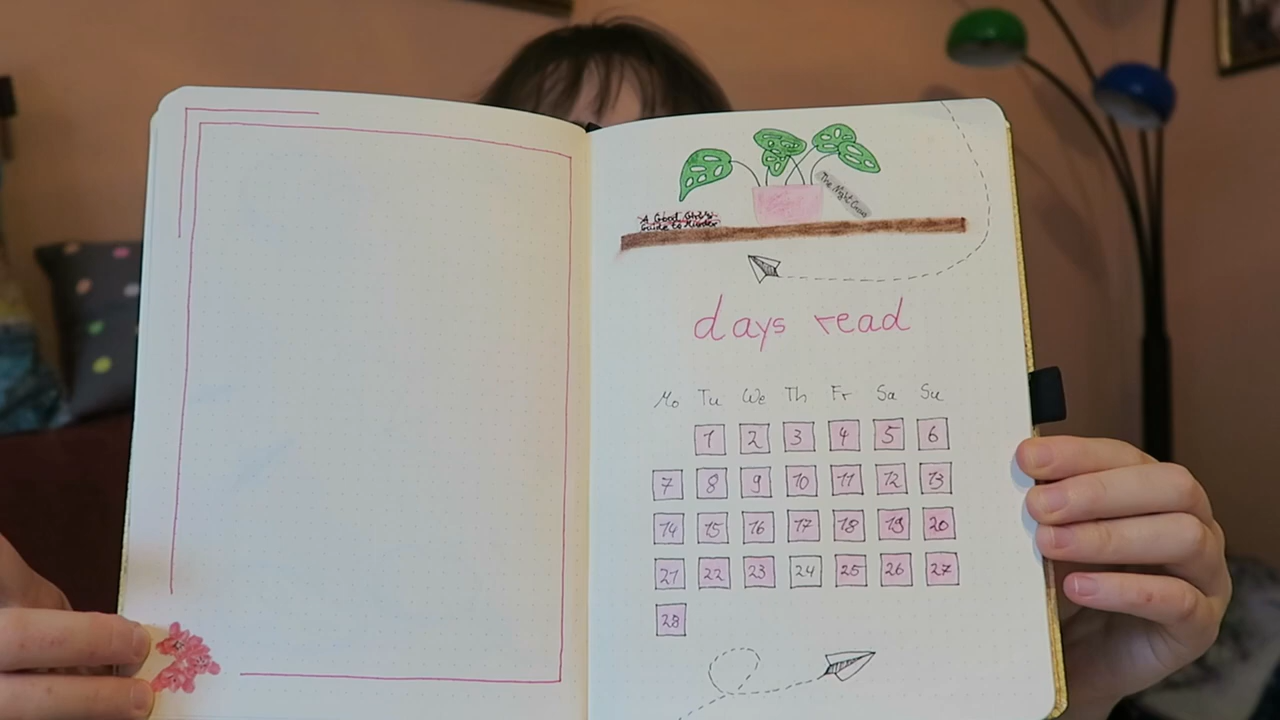 A Good Girl's
Guide to Murder
The Night Circus
days read
Mo Tu We Th Fr Sa Su
1 2 3 4 5 6
7 8 9 10 11 12 13
14 15 16 17 18 19 20
21 22 23 24 25 26 27
28